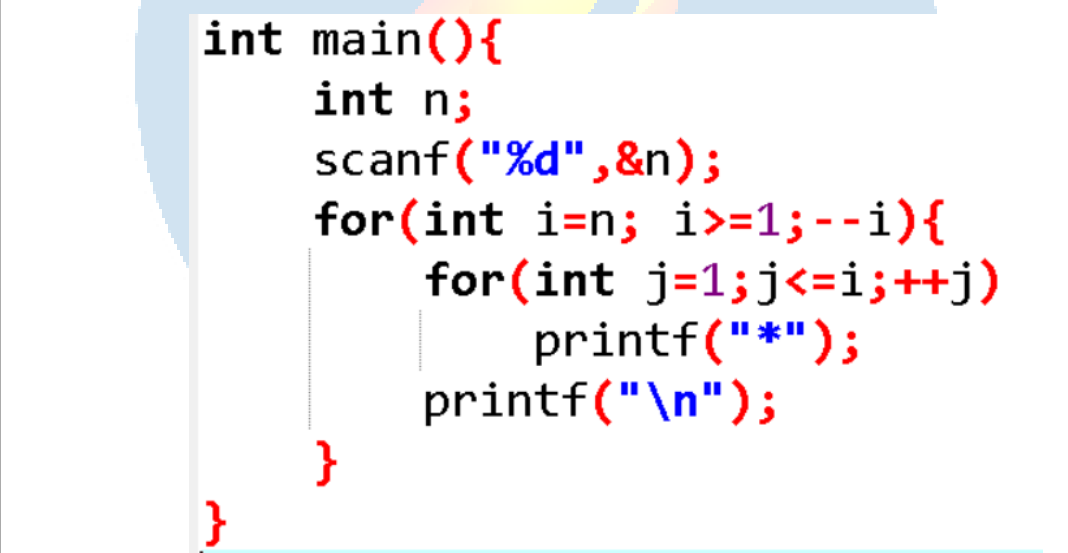 int main(){
int n;
scanf("%d",&n);
for(int i=n; i>=1;--i){
for(int j=1;j<=i;++j)
printf("*");
printf("\n");
}
}